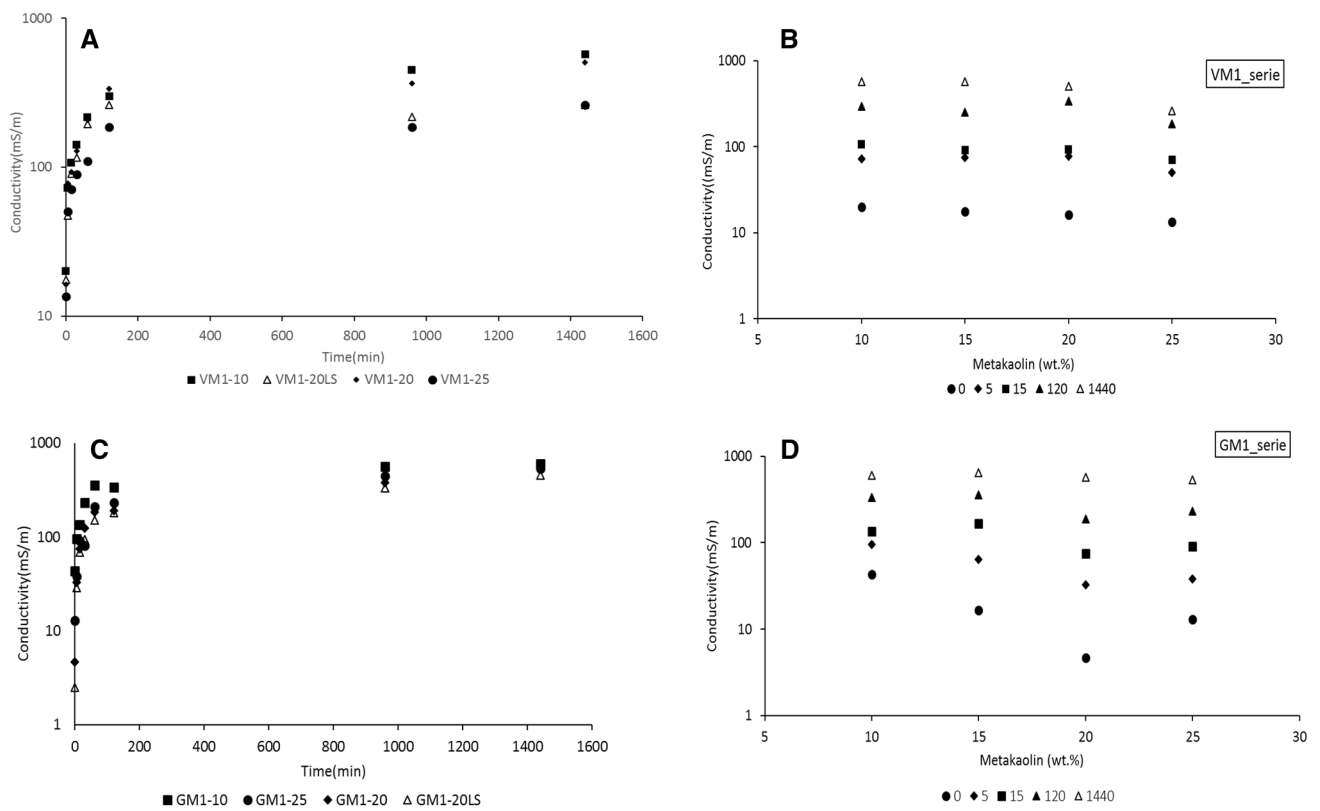 A
1000
100
10
Conductivity(mS/m)
0 200 400 600 800 1000 1200 1400 1600
Time(min)
VM1-10 VM1-20LS VM1-20 VM1-25
B
VM1_serie
1000
100
10
1
Conductivity((mS/m)
5 10 15 20 25 30
Metakaolin (wt.%)
0 5 15 120 1440
C
1000
100
10
1
Conductivity(mS/m)
0 200 400 600 800 1000 1200 1400 1600
Time(min)
GM1-10 GM1-25 GM1-20 GM1-20LS
D
GM1_serie
1000
100
10
1
Conductivity(mS/m)
5 10 15 20 25 30
Metakaolin (wt.%)
0 5 15 120 1440